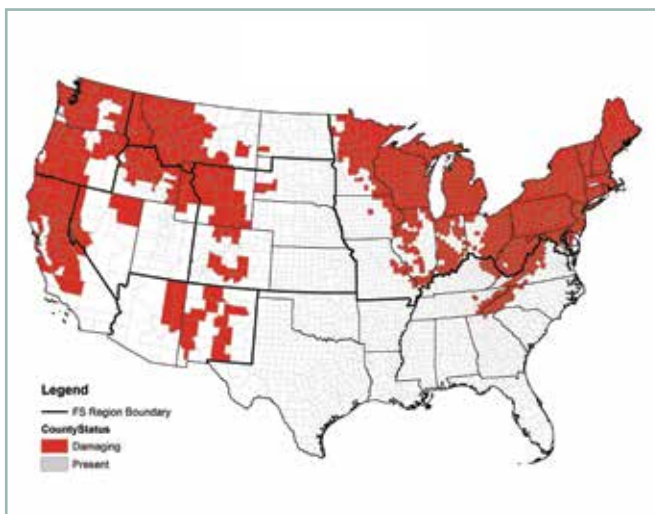 Legend
FS Region Boundary
CountyStatus
Damaging
Present